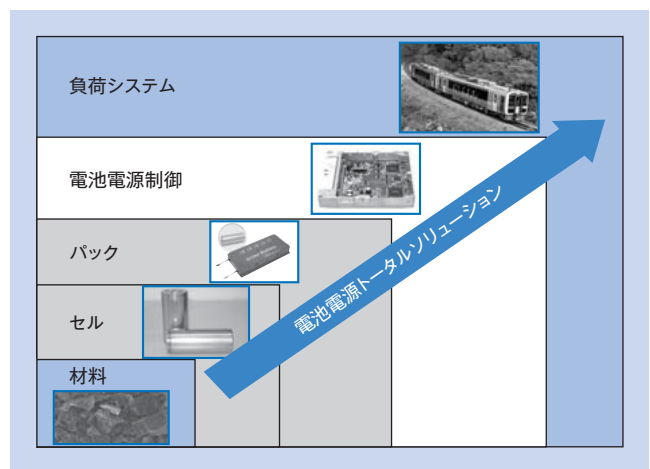 負荷システム
電池電源制御
パック
セル
材料
電池電源トータルソリューション